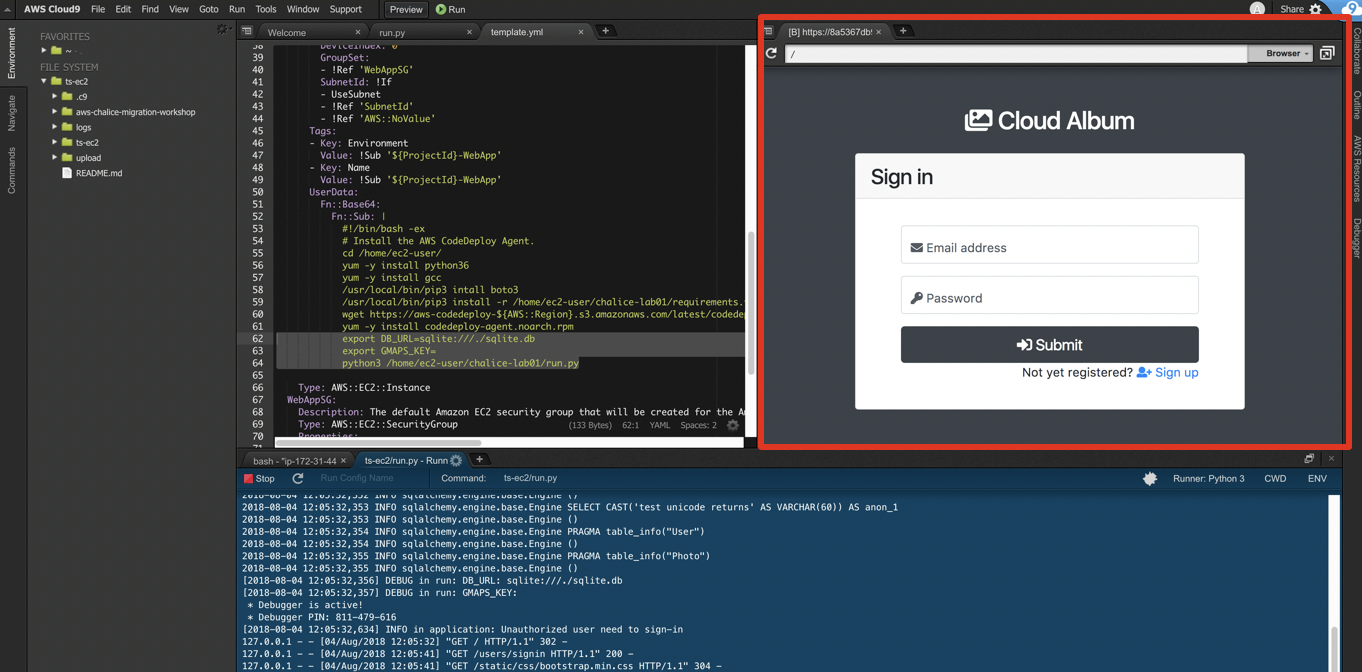 AWS Cloud9 File Edit Find View Goto Run Tools Window Support Preview Run Share
Environment
Navigate
Commands
FAVORITES
~
FILE SYSTEM
ts-ec2
.c9
aws-chalice-migration-workshop
logs
ts-ec2
upload
README.md
Welcome run.py template.yml
38 DeviceIndex: 0
39 GroupSet:
40 - !Ref 'WebAppSG'
41 SubnetId: !If
42 - UseSubnet
43 - !Ref 'SubnetId'
44 - !Ref 'AWS::NoValue'
45 Tags:
46 - Key: Environment
47 Value: !Sub '${ProjectId}-WebApp'
48 - Key: Name
49 Value: !Sub '${ProjectId}-WebApp'
50 UserData:
51 Fn::Base64:
52 Fn::Sub: |
53 #!/bin/bash -ex
54 # Install the AWS CodeDeploy Agent.
55 cd /home/ec2-user/
56 yum -y install python36
57 yum -y install gcc
58 /usr/local/bin/pip3 intall boto3
59 /usr/local/bin/pip3 install -r /home/ec2-user/chalice-lab01/requirements.
60 wget https://aws-codedeploy-${AWS::Region}.s3.amazonaws.com/latest/codedep
61 yum -y install codedeploy-agent.noarch.rpm
62 export DB_URL=sqlite:///./sqlite.db
63 export GMAPS_KEY=
64 python3 /home/ec2-user/chalice-lab01/run.py
65
66 Type: AWS::EC2::Instance
67 WebAppSG:
68 Description: The default Amazon EC2 security group that will be created for the Am
69 Type: AWS::EC2::SecurityGroup
70 Properties:
71
(133 Bytes) 62:1 YAML Spaces: 2
[B] https://8a5367db
/ Browser
Cloud Album
Sign in
Email address
Password
Submit
Not yet registered? Sign up
Collaborate
Outline
AWS Resources
Debugger
bash - "ip-172-31-44 ts-ec2/run.py - Runn
Stop Run Config Name Command: ts-ec2/run.py Runner: Python 3 CWD ENV
2018-08-04 12:05:32,352 INFO sqlalchemy.engine.base.Engine ()
2018-08-04 12:05:32,353 INFO sqlalchemy.engine.base.Engine SELECT CAST('test unicode returns' AS VARCHAR(60)) AS anon_1
2018-08-04 12:05:32,353 INFO sqlalchemy.engine.base.Engine ()
2018-08-04 12:05:32,354 INFO sqlalchemy.engine.base.Engine PRAGMA table_info("User")
2018-08-04 12:05:32,354 INFO sqlalchemy.engine.base.Engine ()
2018-08-04 12:05:32,355 INFO sqlalchemy.engine.base.Engine PRAGMA table_info("Photo")
2018-08-04 12:05:32,355 INFO sqlalchemy.engine.base.Engine ()
[2018-08-04 12:05:32,356] DEBUG in run: DB_URL: sqlite:///./sqlite.db
[2018-08-04 12:05:32,357] DEBUG in run: GMAPS_KEY:
* Debugger is active!
* Debugger PIN: 811-479-616
[2018-08-04 12:05:32,634] INFO in application: Unauthorized user need to sign-in
127.0.0.1 - - [04/Aug/2018 12:05:32] "GET / HTTP/1.1" 302 -
127.0.0.1 - - [04/Aug/2018 12:05:41] "GET /users/signin HTTP/1.1" 200 -
127.0.0.1 - - [04/Aug/2018 12:05:41] "GET /static/css/bootstrap.min.css HTTP/1.1" 304 -